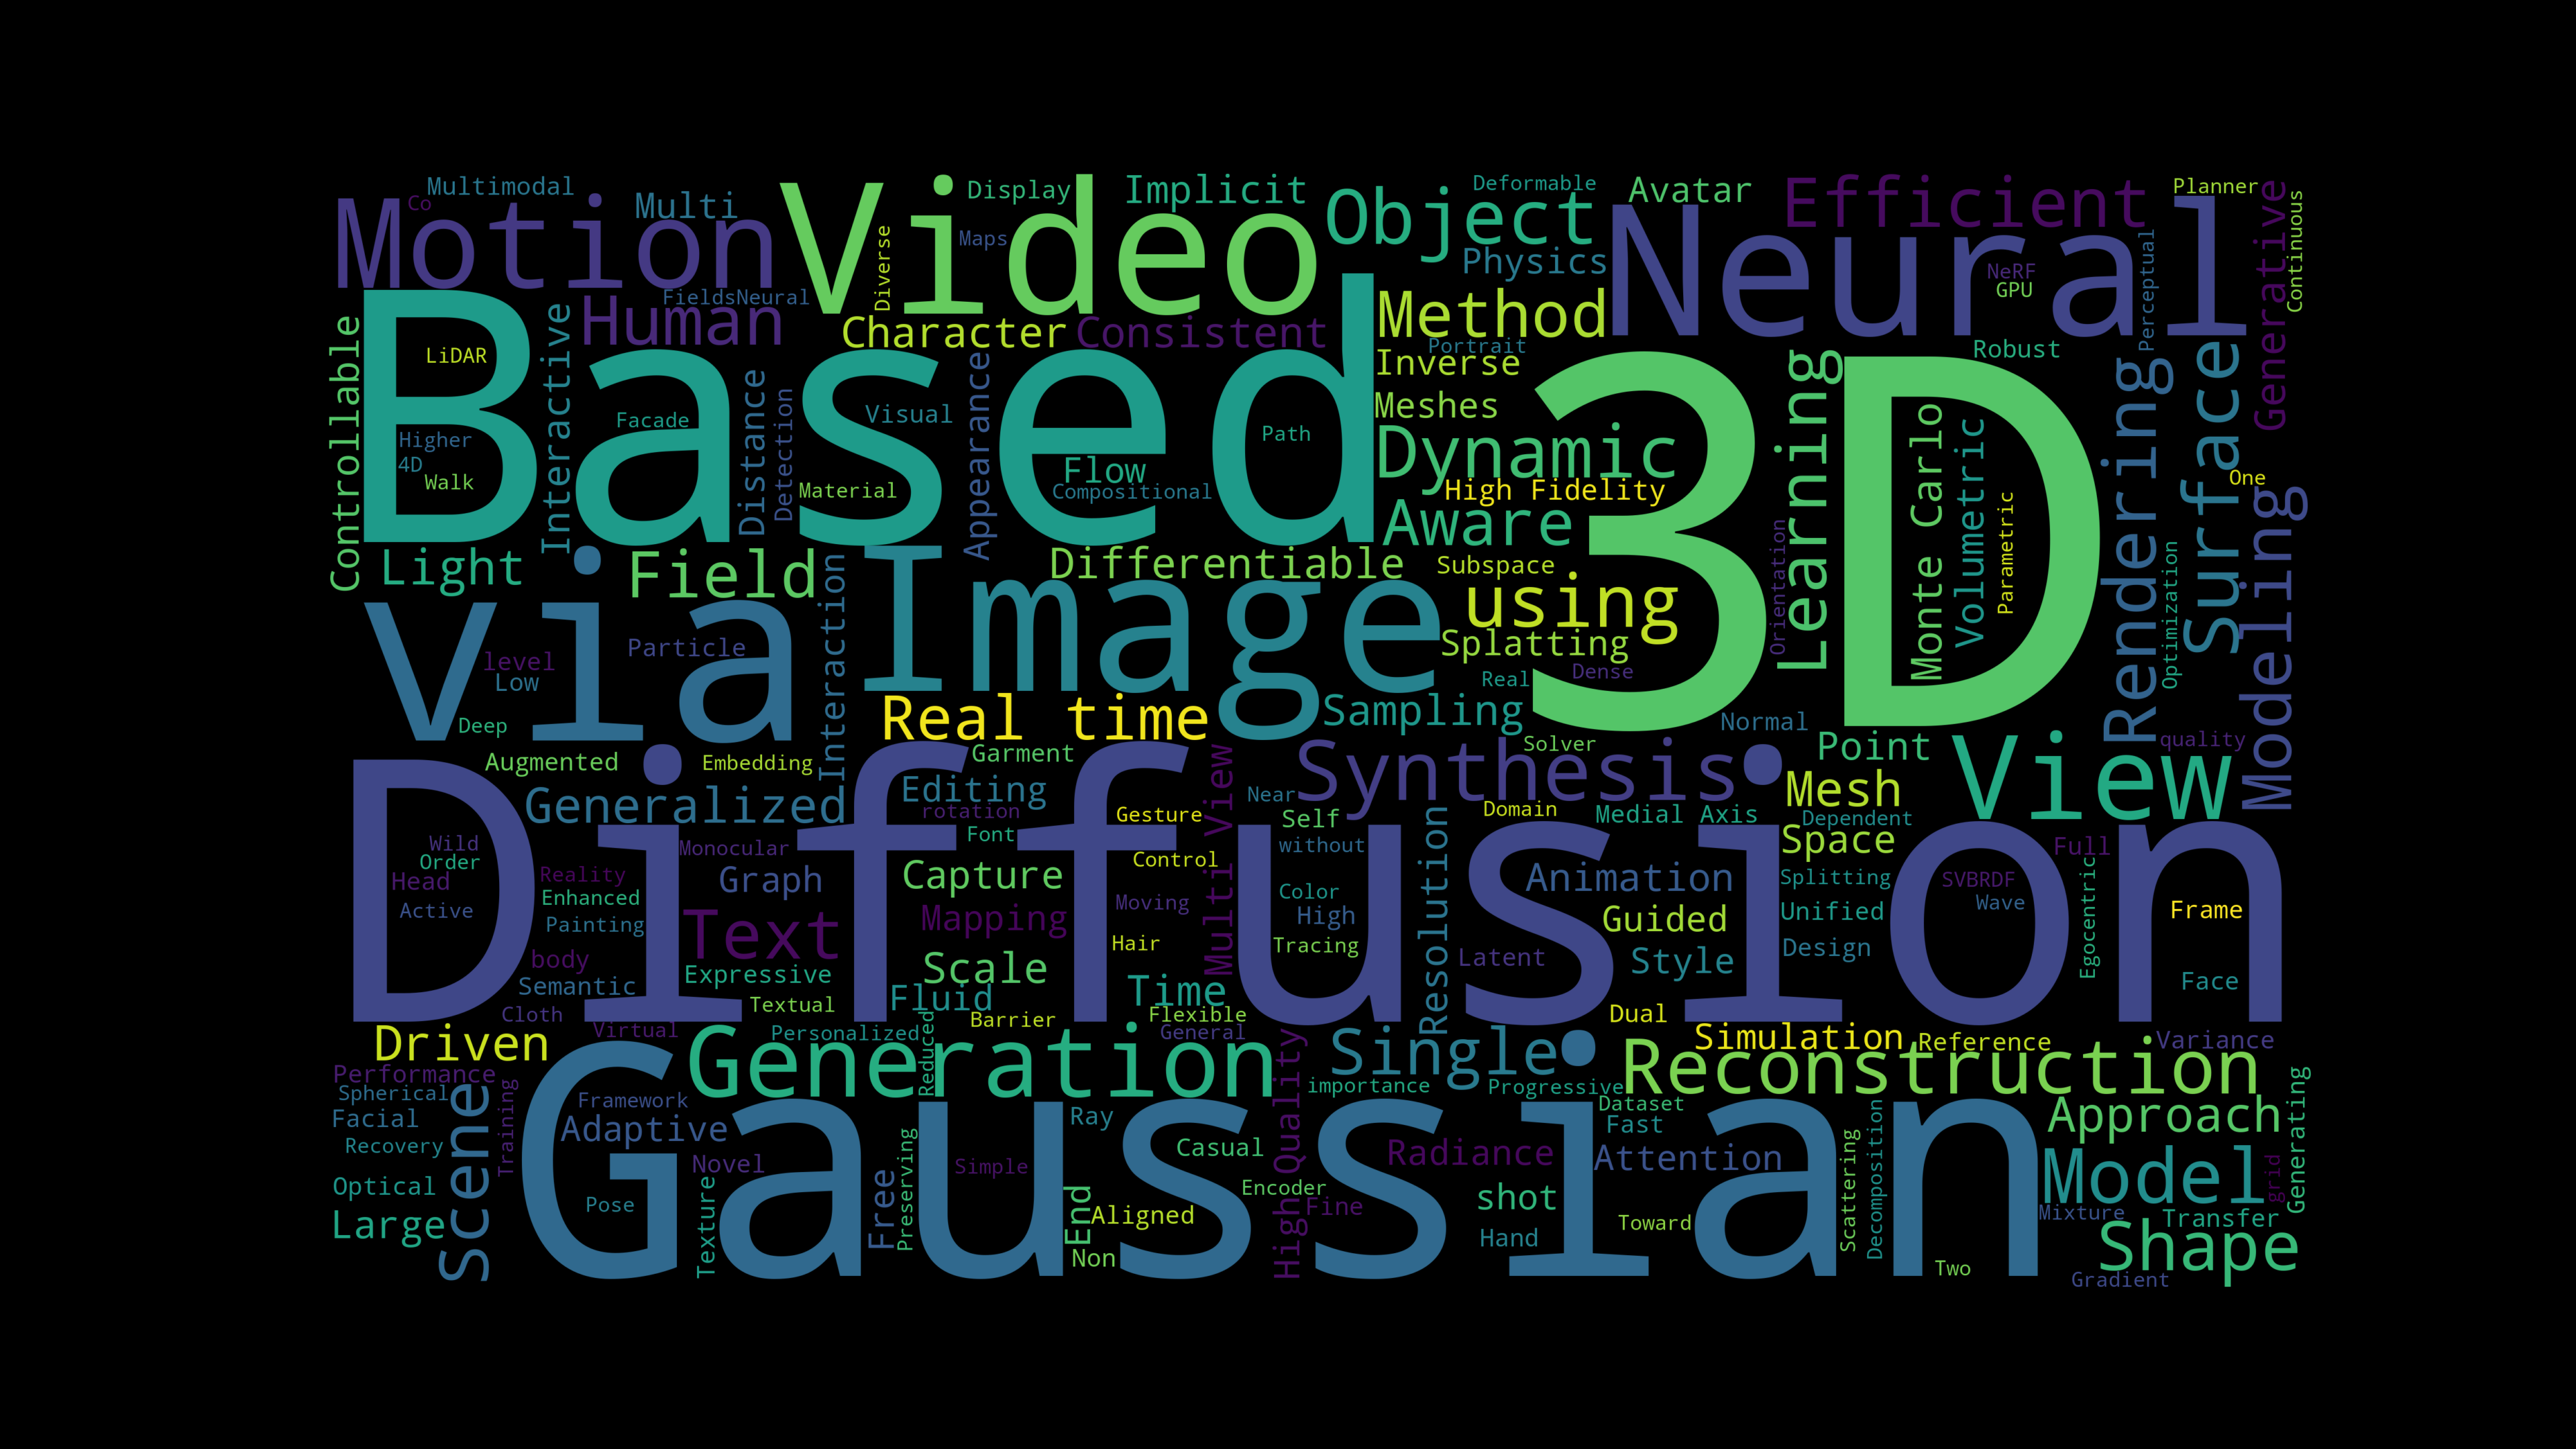 Multimodal
Co
Motion
Multi
Video
Display
Implicit
Object
Deformable
Avatar
Efficient
Planner
Generative
Continuous
Diverse
Maps
Physics
Neural
NeRF
GPU
Perceptual
FieldsNeural
Human
Character
Consistent
Method
Portrait
Inverse
Robust
Controllable
Based
LiDAR
Interactive
Facade
Distance
Detection
Visual
Appearance
Path
Meshes
3D
Learning
Monte Carlo
Volumetric
Rendering
Surface
Higher
4D
Walk
Material
Flow
Compositional
Dynamic
High Fidelity
Aware
Parametric
One
Modeling
Light
Field
Differentiable
Subspace
Orientation
Optimization
via
Image
using
Interaction
Particle
Splatting
level
Low
Real
Dense
Deep
Real time
Sampling
Normal
Augmented
Embedding
Garment
Synthesis
Solver
Point
View
quality
Generalized
Editing
rotation
Multi View
Near
Mesh
Gesture
Self
Domain
Medial Axis
Dependent
Diffusion
Wild
Order
Monocular
Font
Control
without
Resolution
Space
Full
Head
Reality
Graph
Capture
Animation
Splitting
SVBRDF
Egocentric
Active
Enhanced
Painting
Text
Mapping
Moving
Color
High
Guided
Unified
Wave
Frame
Hair
Tracing
Latent
Style
Design
body
Expressive
Scale
Semantic
Textual
Fluid
Time
Face
Cloth
Virtual
Personalized
Reduced
Barrier
Flexible
General
High Quality
Dual
Driven
Generation
Single
Simulation
Reference
Variance
Reconstruction
Performance
Spherical
scene
Training
Framework
importance
Progressive
Generating
Facial
Adaptive
Gaussian
Ray
Dataset
Fast
Approach
Recovery
Novel
Preserving
Simple
Casual
Radiance
Attention
Scattering
Decomposition
Model
grid
Optical
Pose
Texture
Free
End
Encoder
Fine
shot
Large
Aligned
Hand
Toward
Mixture
Transfer
Non
Two
Shape
Gradient